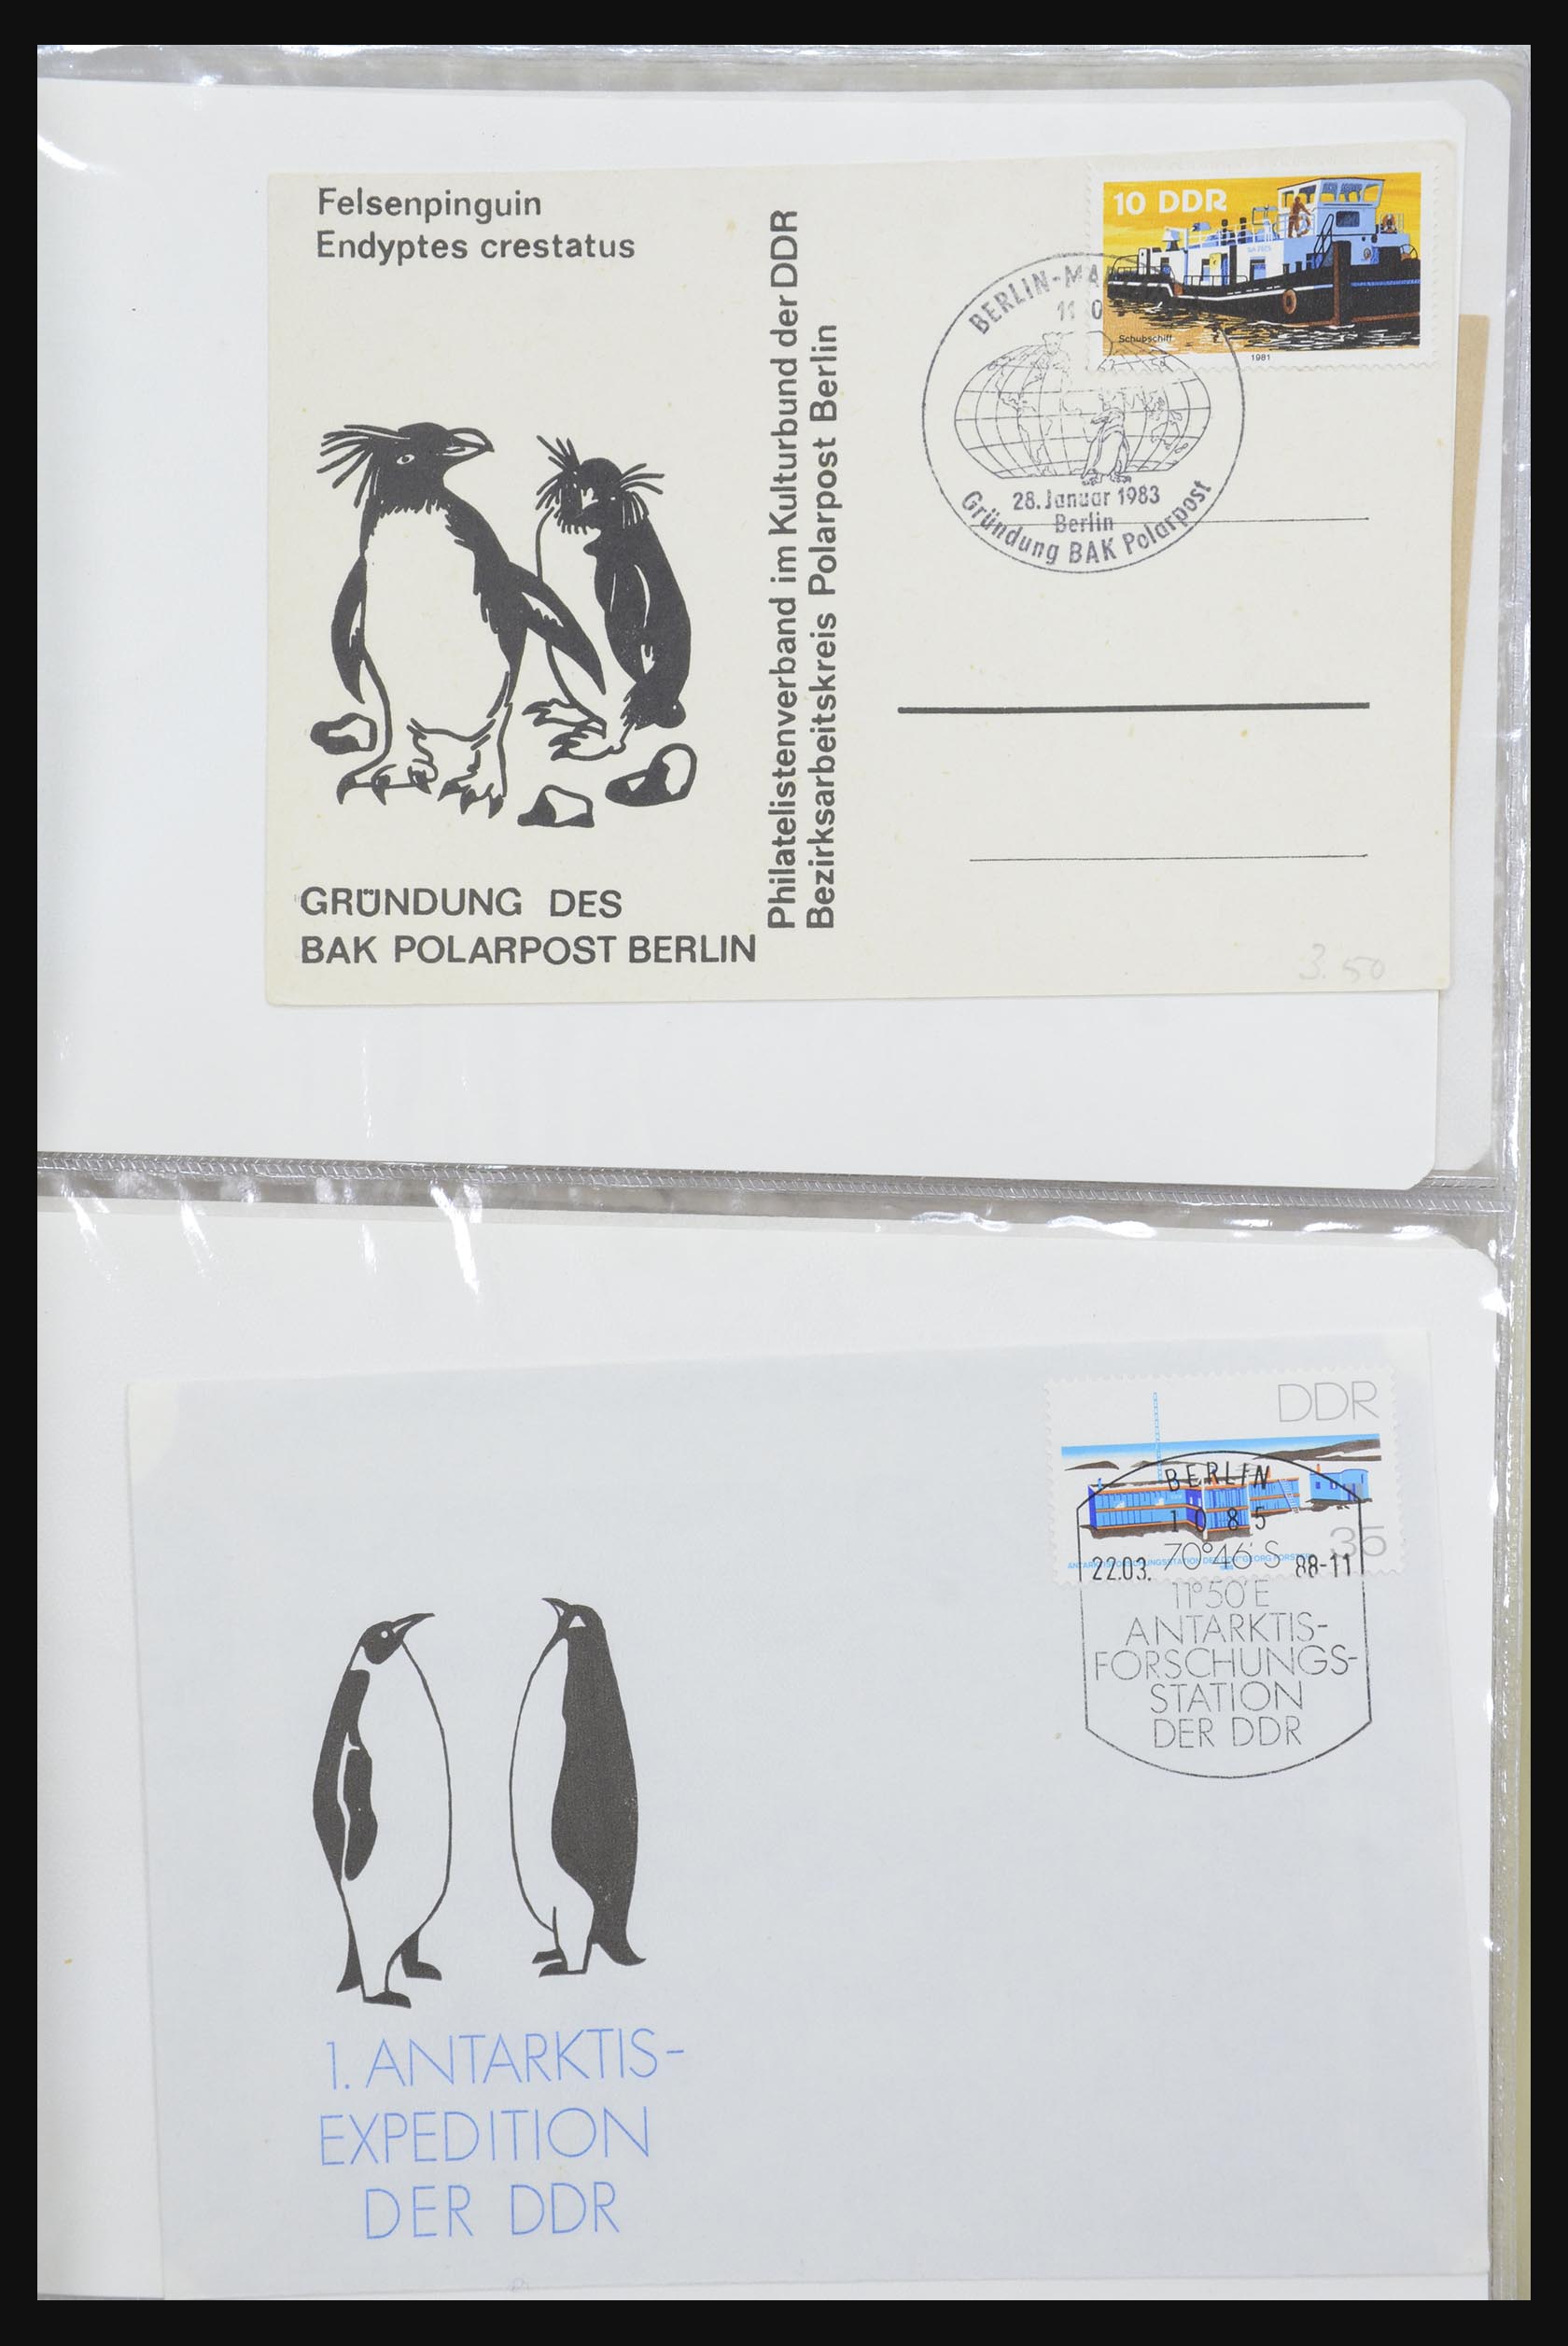 Felsenpinguin
Endyptes crestatus
GRÜNDUNG DES
BAK POLARPOST BERLIN
Philatelistenverband im Kulturbund der DDR
Bezirksarbeitskreis Polarpost Berlin
10 DDR
Schubschiff
1981
BERLIN-MA
28. Januar 1983
Berlin
Gründung BAK Polarpost
3.50
DDR
35
BERLIN
1085
22.03. 70°46'S 88-11
11°50'E
ANTARKTIS-
FORSCHUNGS-
STATION
DER DDR
1. ANTARKTIS-
EXPEDITION
DER DDR